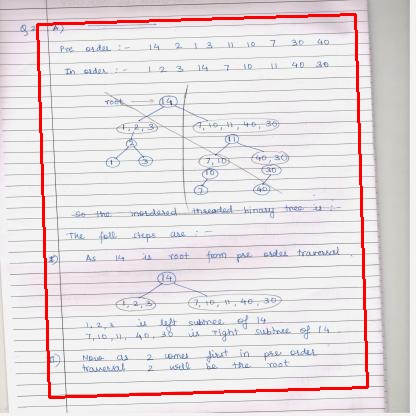 Q.2 A)
Pre order :- 14 2 1 3 11 10 7 30 40
In order :- 1 2 3 14 7 10 11 40 30
root 14
1, 2, 3 7, 10, 11, 40, 30
2 11
1 3 7, 10 40, 30
10 30
7 40
So the inordered threaded binary tree is :-
The foll steps are :-
I) As 14 is root from pre order traversal.
14
1, 2, 3 7, 10, 11, 40, 30
1, 2, 3 is left subtree of 14
7, 10, 11, 40, 30 is right subtree of 14
I) Now as 2 comes first in pre order
traversal 2 will be the root